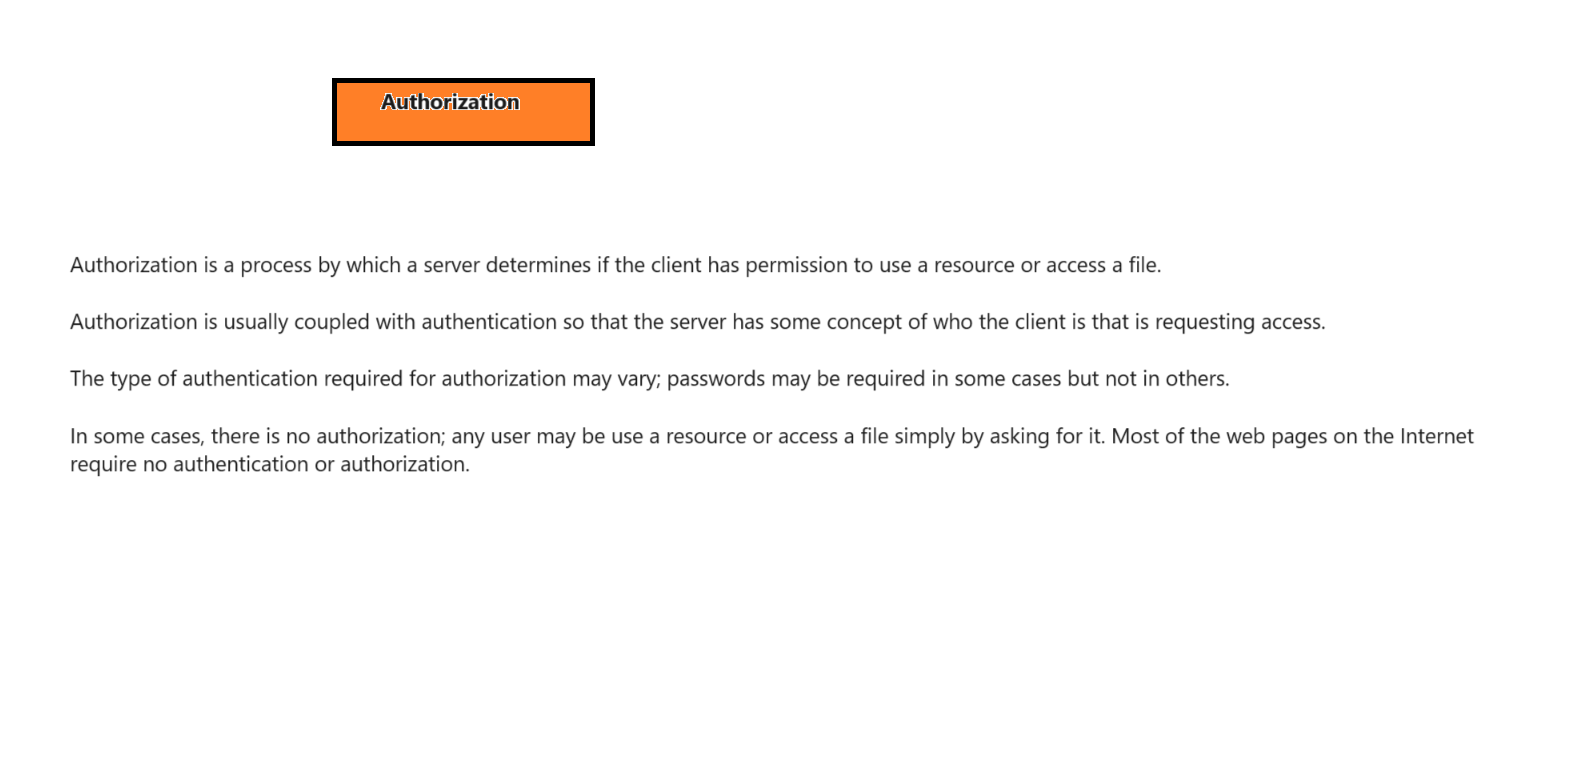 Authorization
Authorization is a process by which a server determines if the client has permission to use a resource or access a file.
Authorization is usually coupled with authentication so that the server has some concept of who the client is that is requesting access.
The type of authentication required for authorization may vary; passwords may be required in some cases but not in others.
In some cases, there is no authorization; any user may be use a resource or access a file simply by asking for it. Most of the web pages on the Internet
require no authentication or authorization.